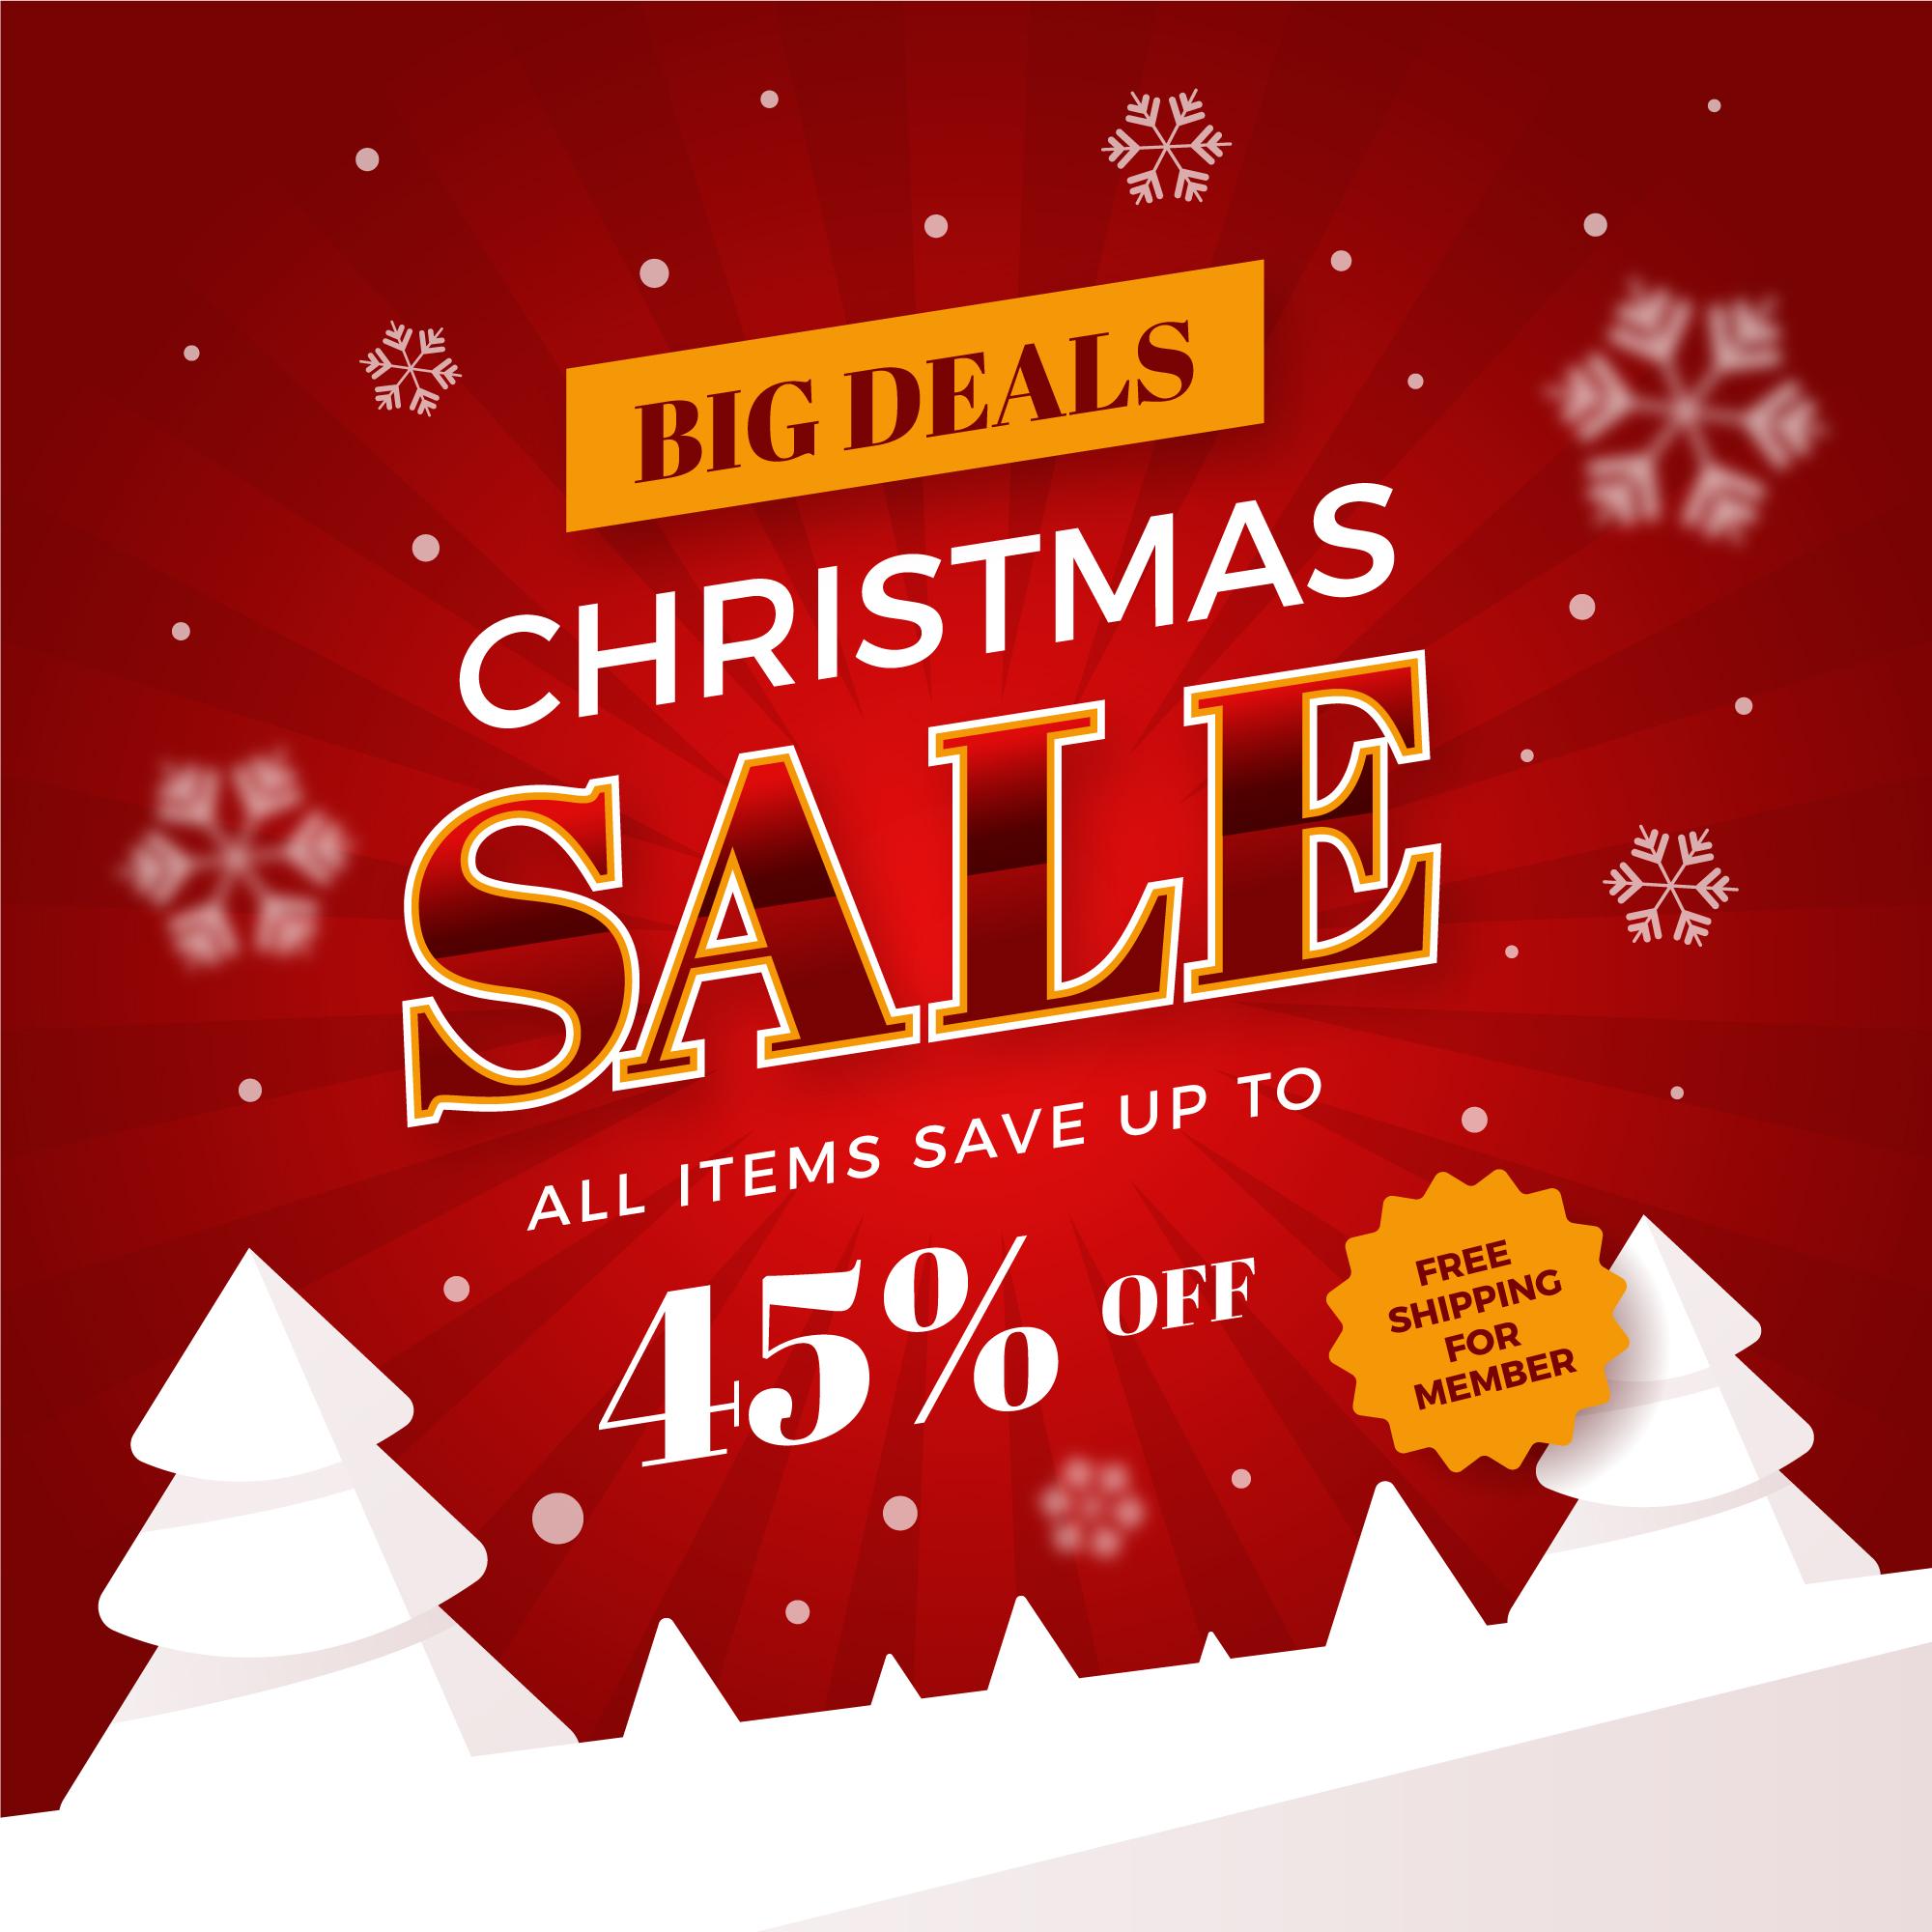 BIG DEALS
CHRISTMAS
SALE
ALL ITEMS SAVE UP TO
45% OFF
FREE
SHIPPING
FOR
MEMBER